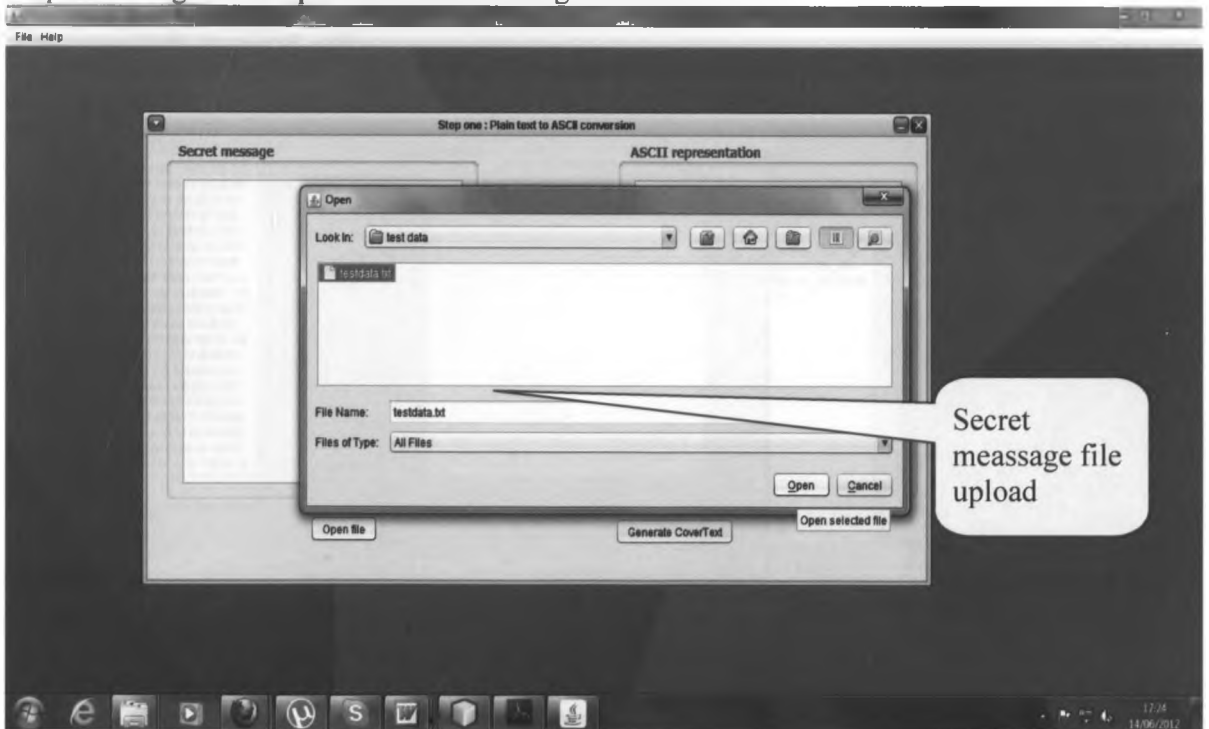 File Help
Step one : Plain text to ASCII conversion
Secret message
ASCII representation
Open
Look In: test data
testdata.txt
File Name: testdata.txt
Files of Type: All Files
Open Cancel
Open selected file
Open file
Generate CoverText
Secret
meassage file
upload
17:24
14/06/2012